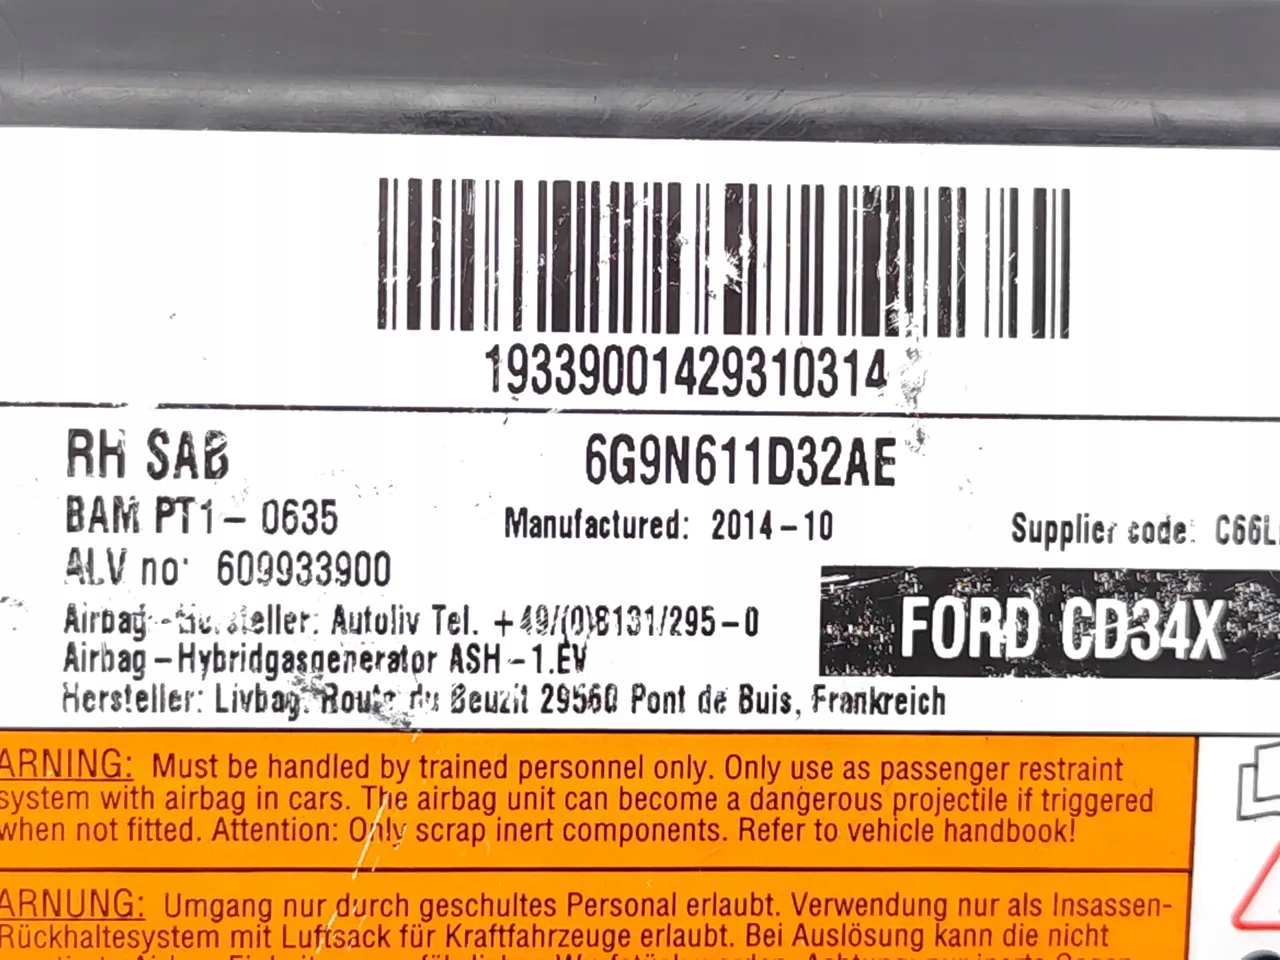 19339001429310314
RH SAB 6G9N611D32AE
BAM PT1-0635 Manufactured: 2014-10 Supplier code: C66L
ALV no: 609933900
FORD CD34X
Airbag-Hersteller: Autoliv Tel. +49/(0)8131/295-0
Airbag-Hybridgasgenerator ASH-1.EV
Hersteller: Livbag, Route du Beuzit 29560 Pont de Buis, Frankreich
ARNING: Must be handled by trained personnel only. Only use as passenger restraint
system with airbag in cars. The airbag unit can become a dangerous projectile if triggered
when not fitted. Attention: Only scrap inert components. Refer to vehicle handbook!
ARNUNG: Umgang nur durch geschultes Personal erlaubt. Verwendung nur als Insassen-
Rückhaltesystem mit Luftsack für Kraftfahrzeuge erlaubt. Bei Auslösung kann die nicht